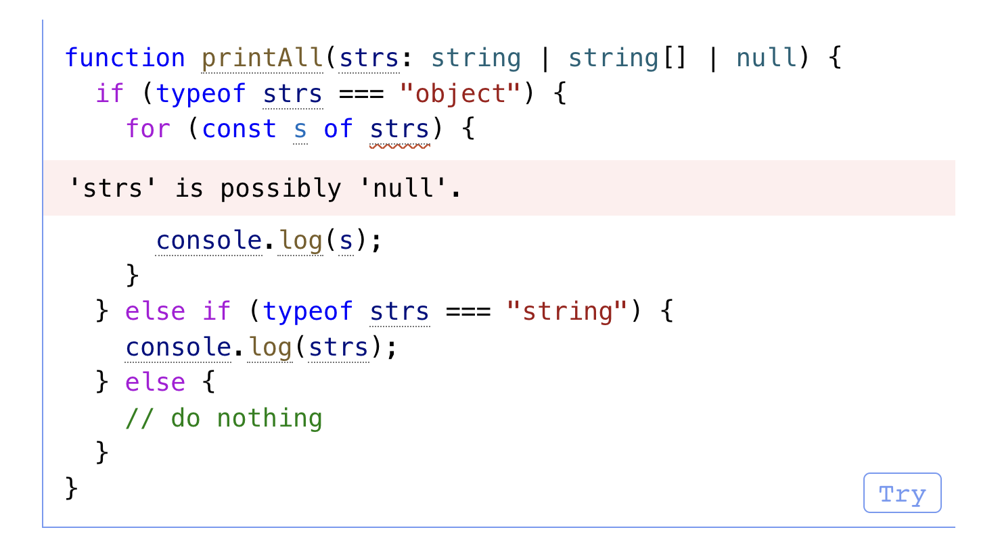 function printAll(strs: string | string[] | null) {
  if (typeof strs === "object") {
    for (const s of strs) {
'strs' is possibly 'null'.
      console.log(s);
    }
  } else if (typeof strs === "string") {
    console.log(strs);
  } else {
    // do nothing
  }
}
Try